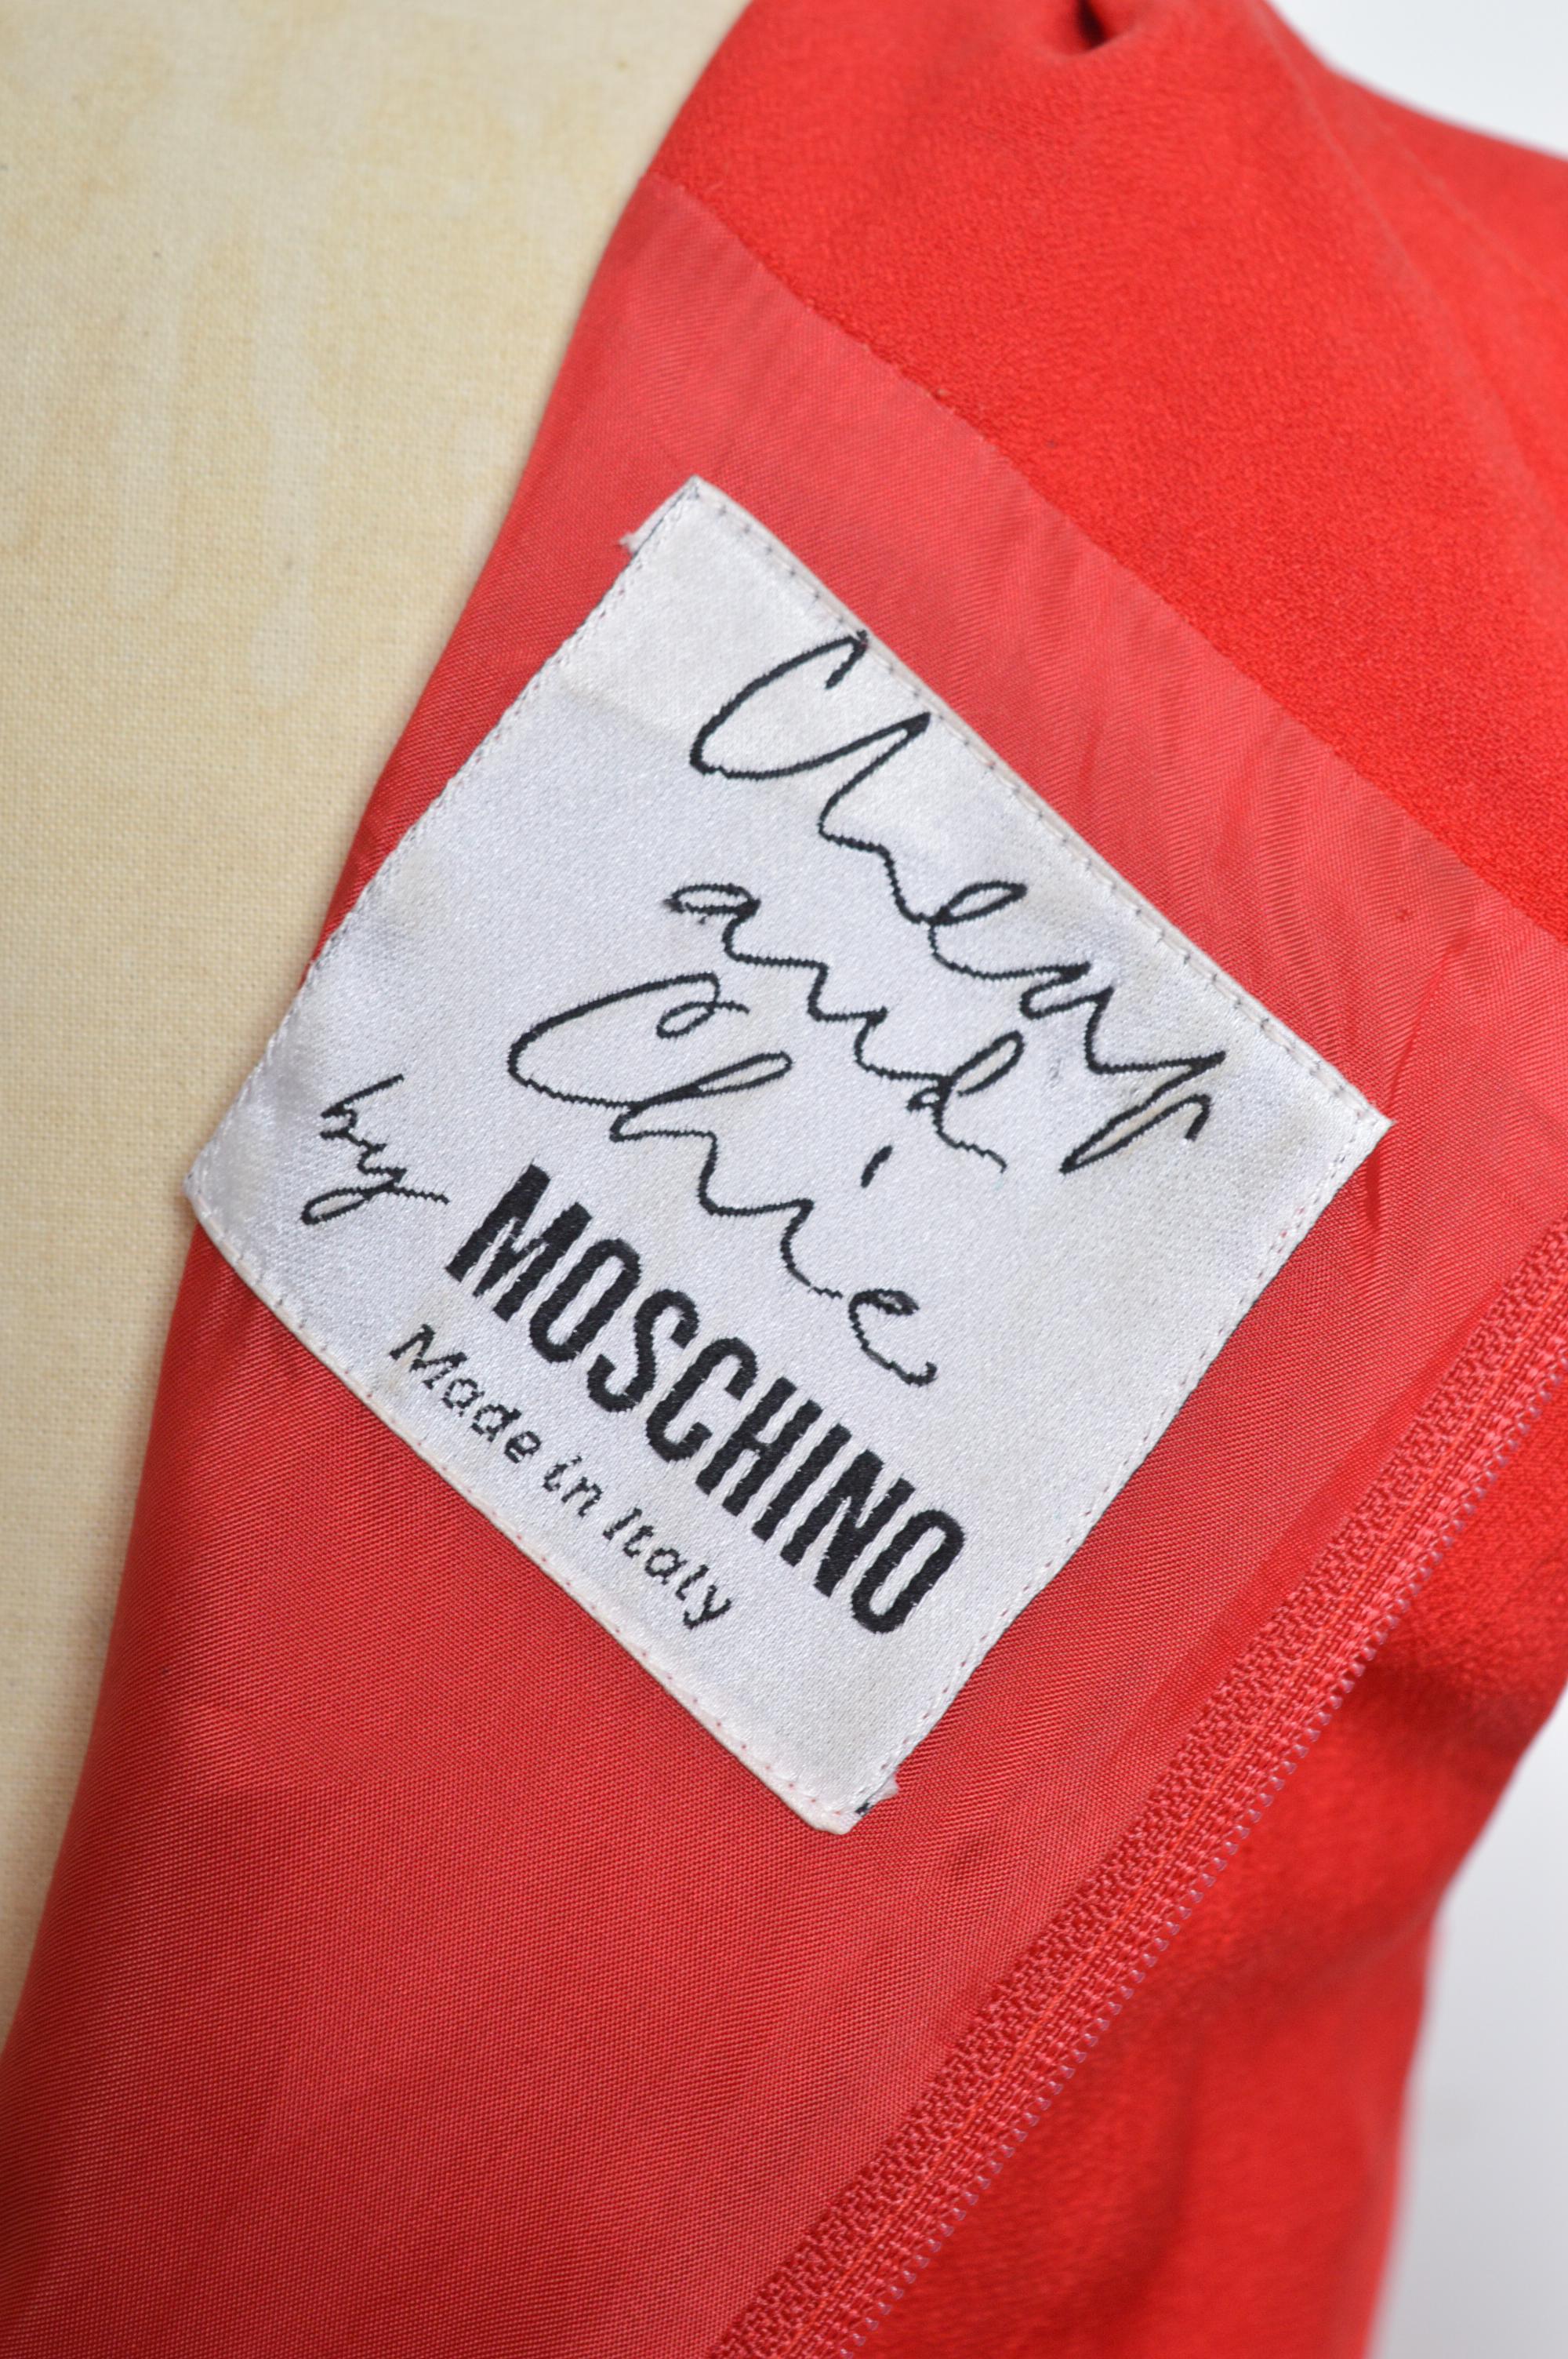 Cheap
and
Chic
by MOSCHINO
Made in Italy